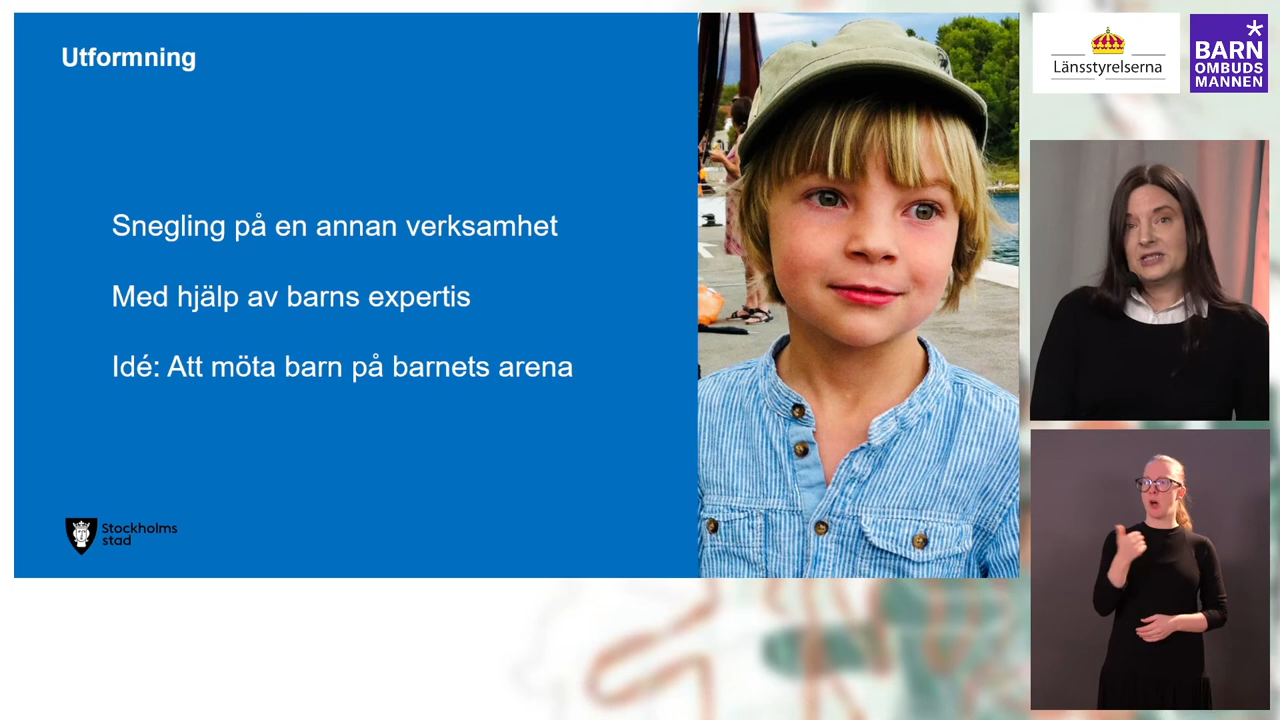 Utformning
Snegling på en annan verksamhet
Med hjälp av barns expertis
Idé: Att möta barn på barnets arena
Stockholms
stad
Länsstyrelserna
BARN
OMBUDS
MANNEN